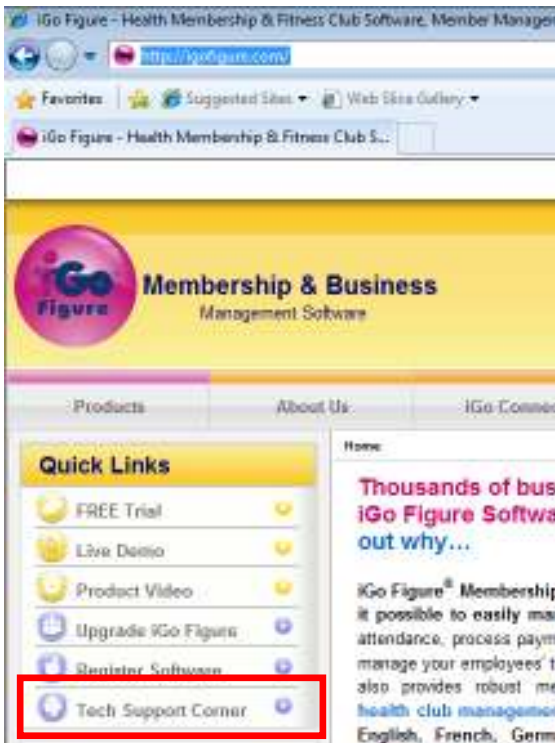 iGo Figure - Health Membership & Fitness Club Software, Member Manager
http://igofigure.com/
Favorites Suggested Sites Web Slice Gallery
iGo Figure - Health Membership & Fitness Club S...
iGo
Figure
Membership & Business
Management Software
Products About Us iGo Connec
Home
Quick Links
FREE Trial
Live Demo
Product Video
Upgrade iGo Figure
Register Software
Tech Support Corner
Thousands of bus
iGo Figure Softwa
out why...
iGo Figure® Membership
it possible to easily ma
attendance, process paym
manage your employees' t
also provides robust me
health club managemen
English, French, Germ